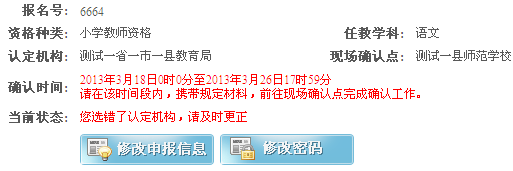 报名号： 6664
资格种类： 小学教师资格 任教学科： 语文
认定机构： 测试一省一市一县教育局 现场确认点： 测试一县师范学校
确认时间： 2013年3月18日0时0分至2013年3月26日17时59分
请在该时间段内，携带规定材料，前往现场确认点完成确认工作。
当前状态： 您选错了认定机构，请及时更正
修改申报信息 修改密码